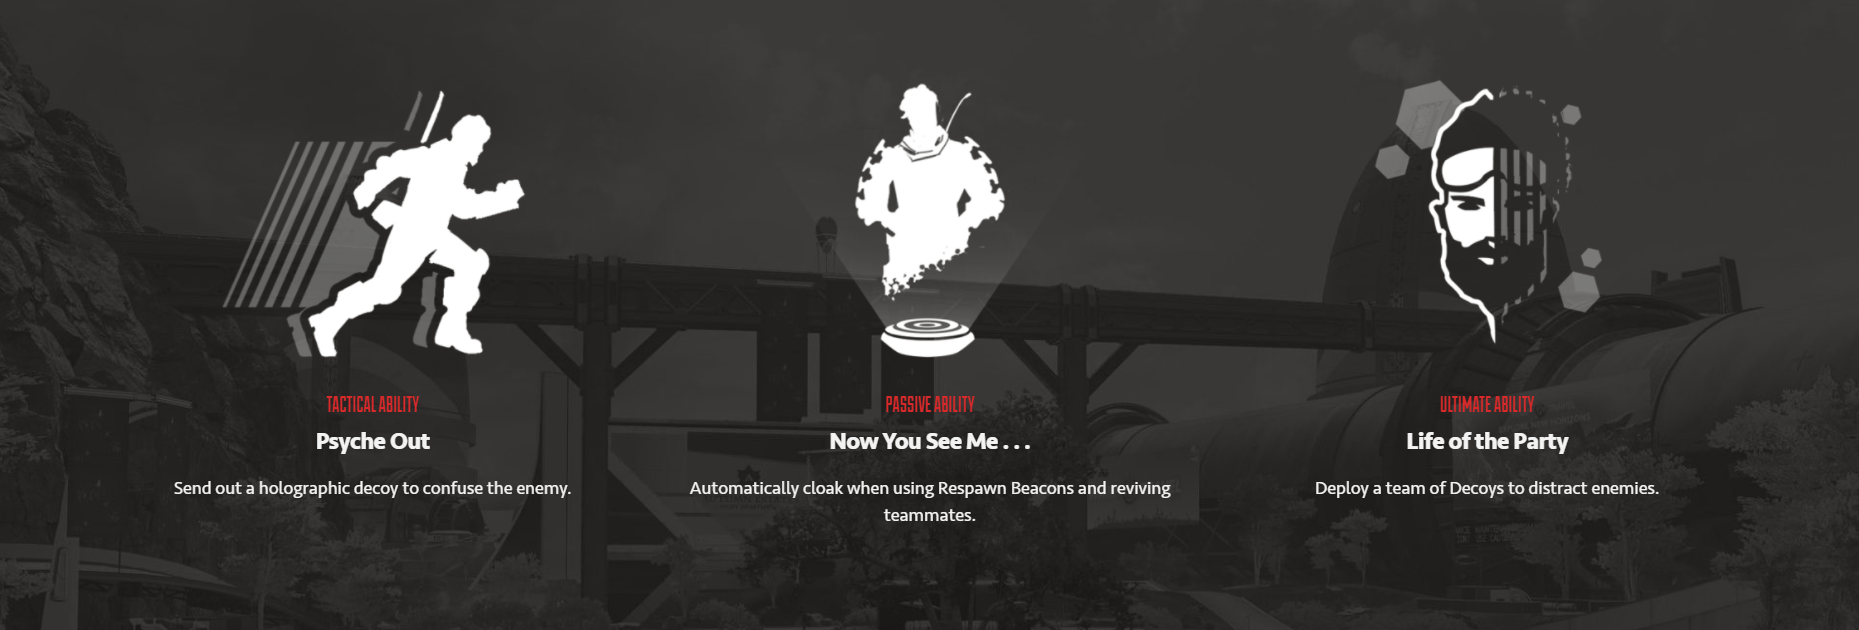 TACTICAL ABILITY
Psyche Out
Send out a holographic decoy to confuse the enemy.
PASSIVE ABILITY
Now You See Me . . .
Automatically cloak when using Respawn Beacons and reviving
teammates.
ULTIMATE ABILITY
Life of the Party
Deploy a team of Decoys to distract enemies.